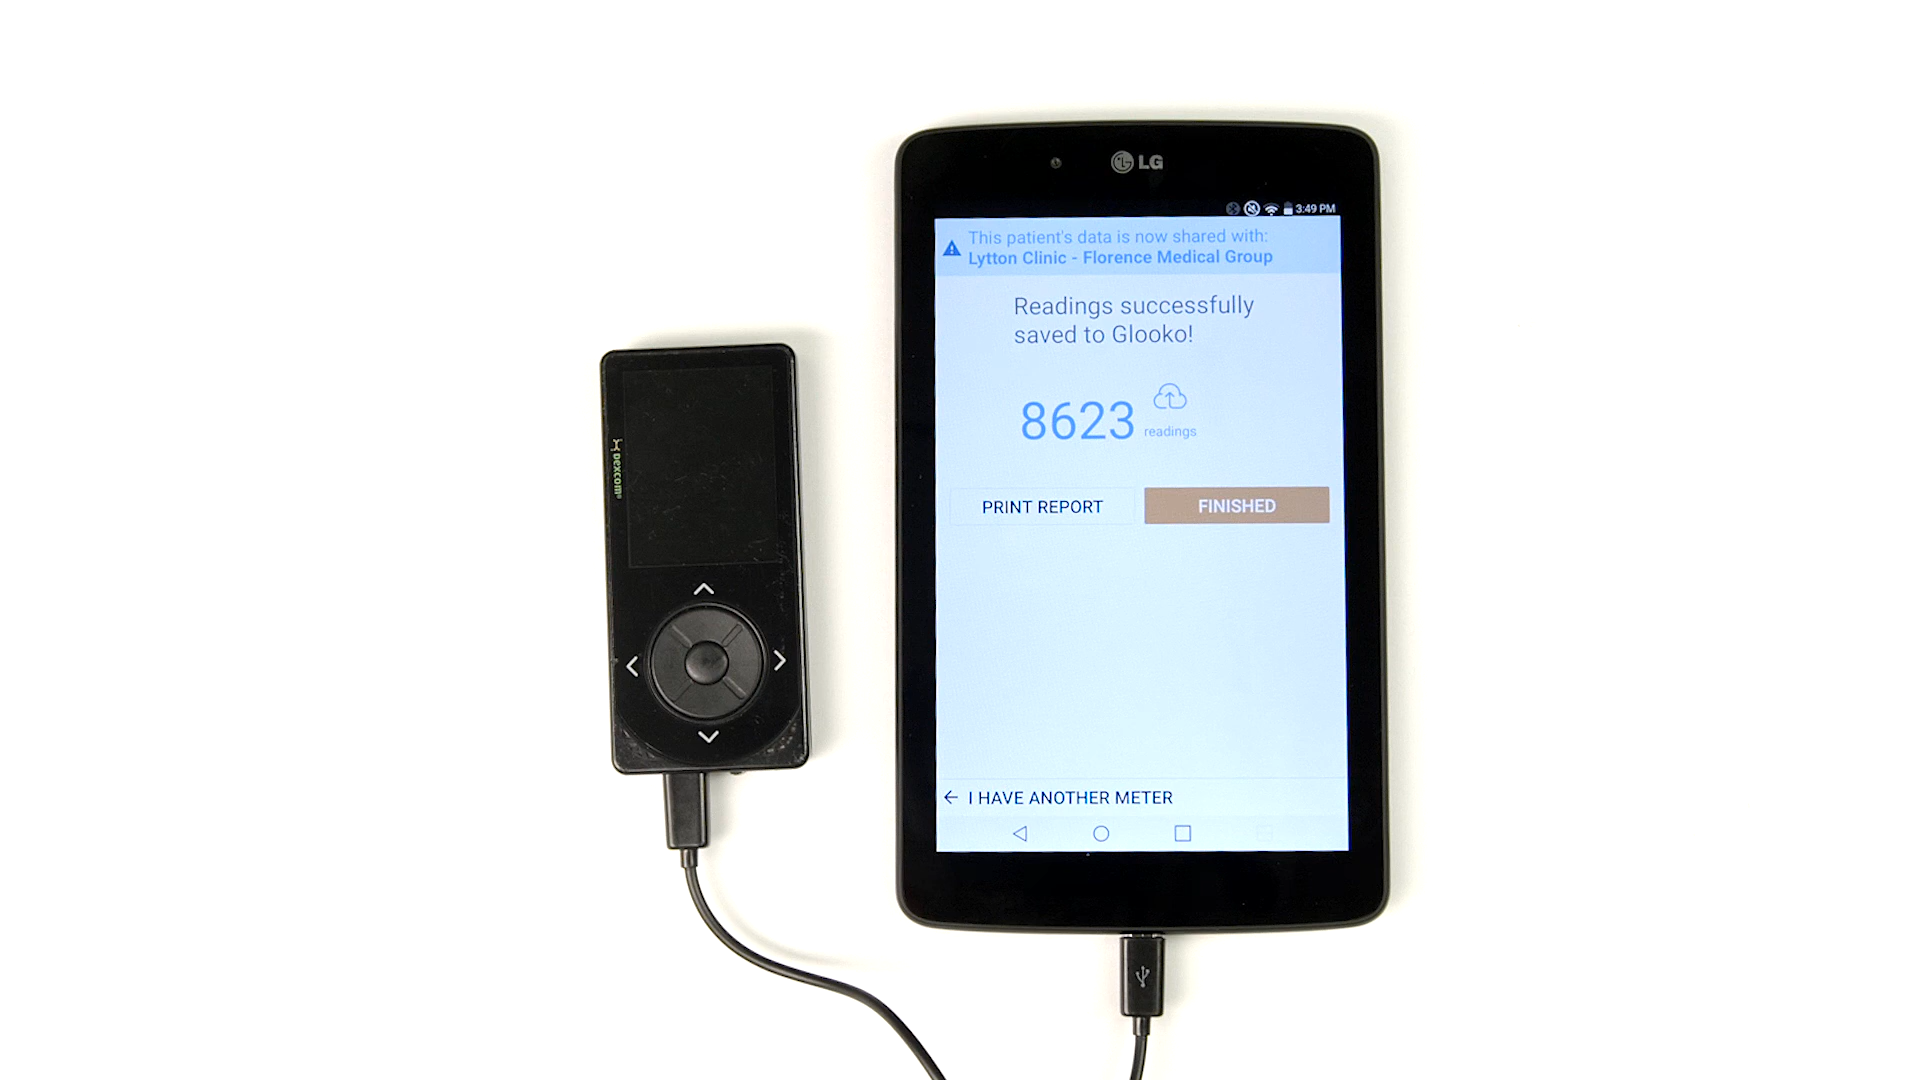 LG
3:49 PM
This patient's data is now shared with:
Lytton Clinic - Florence Medical Group
Readings successfully
saved to Glooko!
8623
readings
PRINT REPORT
FINISHED
I HAVE ANOTHER METER
Dexcom